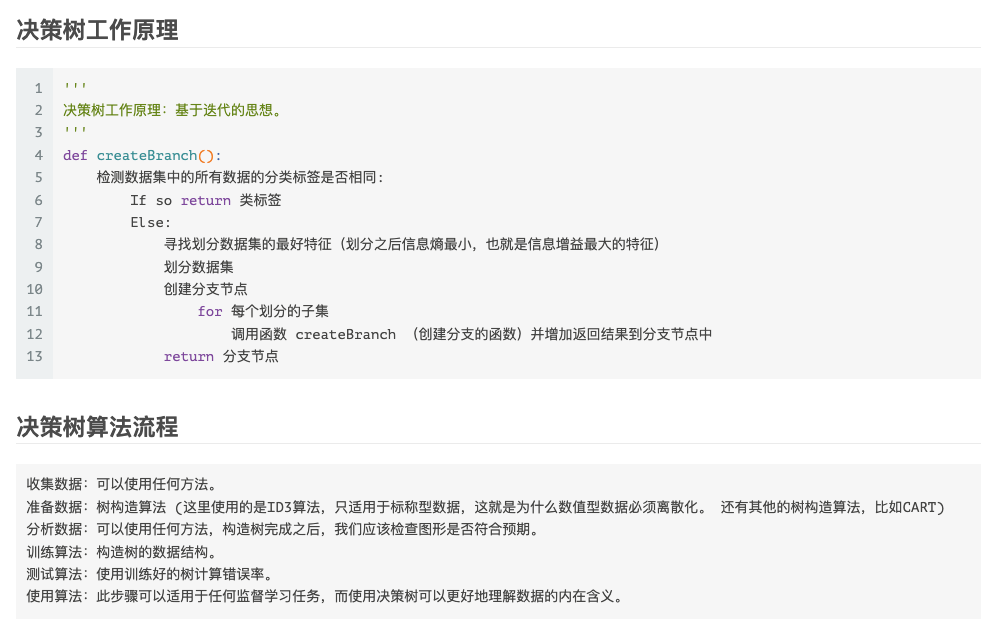 决策树工作原理
1 '''
2 决策树工作原理：基于迭代的思想。
3 '''
4 def createBranch():
5     检测数据集中的所有数据的分类标签是否相同:
6         If so return 类标签
7         Else:
8             寻找划分数据集的最好特征（划分之后信息熵最小，也就是信息增益最大的特征）
9             划分数据集
10             创建分支节点
11                 for 每个划分的子集
12                     调用函数 createBranch （创建分支的函数）并增加返回结果到分支节点中
13             return 分支节点
决策树算法流程
收集数据：可以使用任何方法。
准备数据：树构造算法 (这里使用的是ID3算法，只适用于标称型数据，这就是为什么数值型数据必须离散化。 还有其他的树构造算法，比如CART)
分析数据：可以使用任何方法，构造树完成之后，我们应该检查图形是否符合预期。
训练算法：构造树的数据结构。
测试算法：使用训练好的树计算错误率。
使用算法：此步骤可以适用于任何监督学习任务，而使用决策树可以更好地理解数据的内在含义。